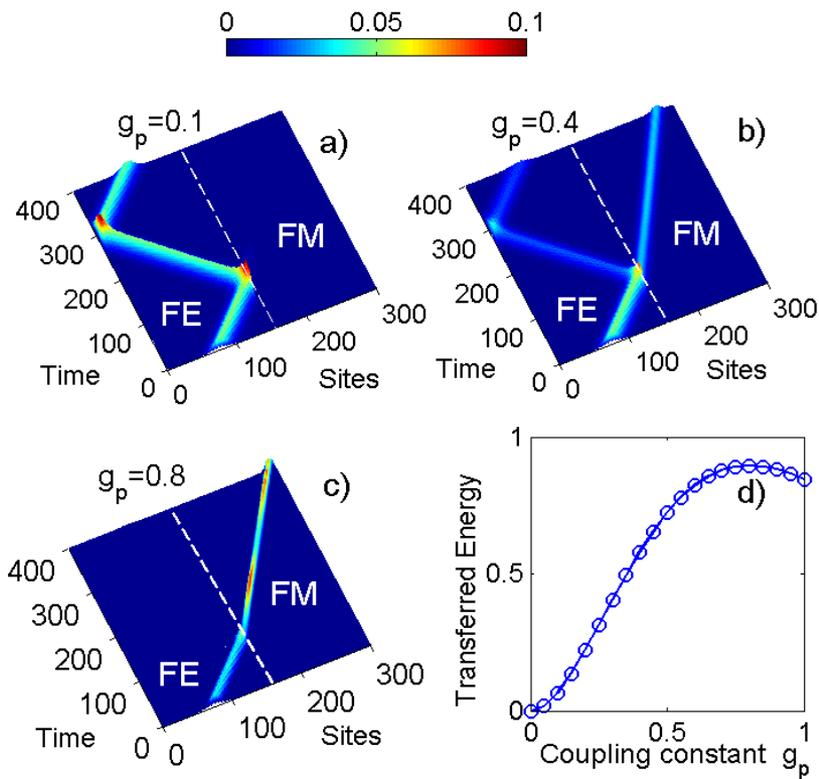 0 0.05 0.1
g_p=0.1
a)
FM
FE
400
300
200
100
0
Time
0
100
200
300
Sites
g_p=0.4
b)
FM
FE
400
300
200
100
0
Time
0
100
200
300
Sites
g_p=0.8
c)
FM
FE
400
300
200
100
0
Time
0
100
200
300
Sites
d)
1
0.5
0
Transferred Energy
0 0.5 1
Coupling constant g_p